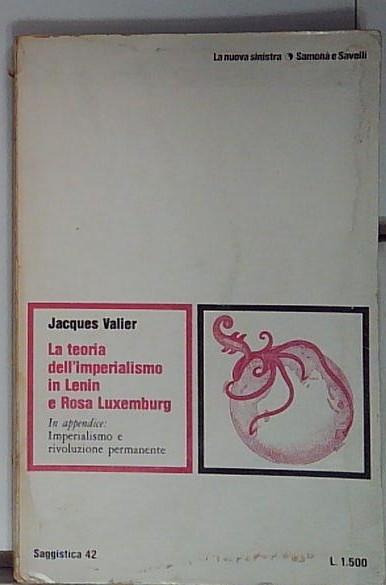 La nuova sinistra Samonà e Savelli
Jacques Valier
La teoria
dell'imperialismo
in Lenin
e Rosa Luxemburg
In appendice:
Imperialismo e
rivoluzione permanente
Saggistica 42
L. 1.500